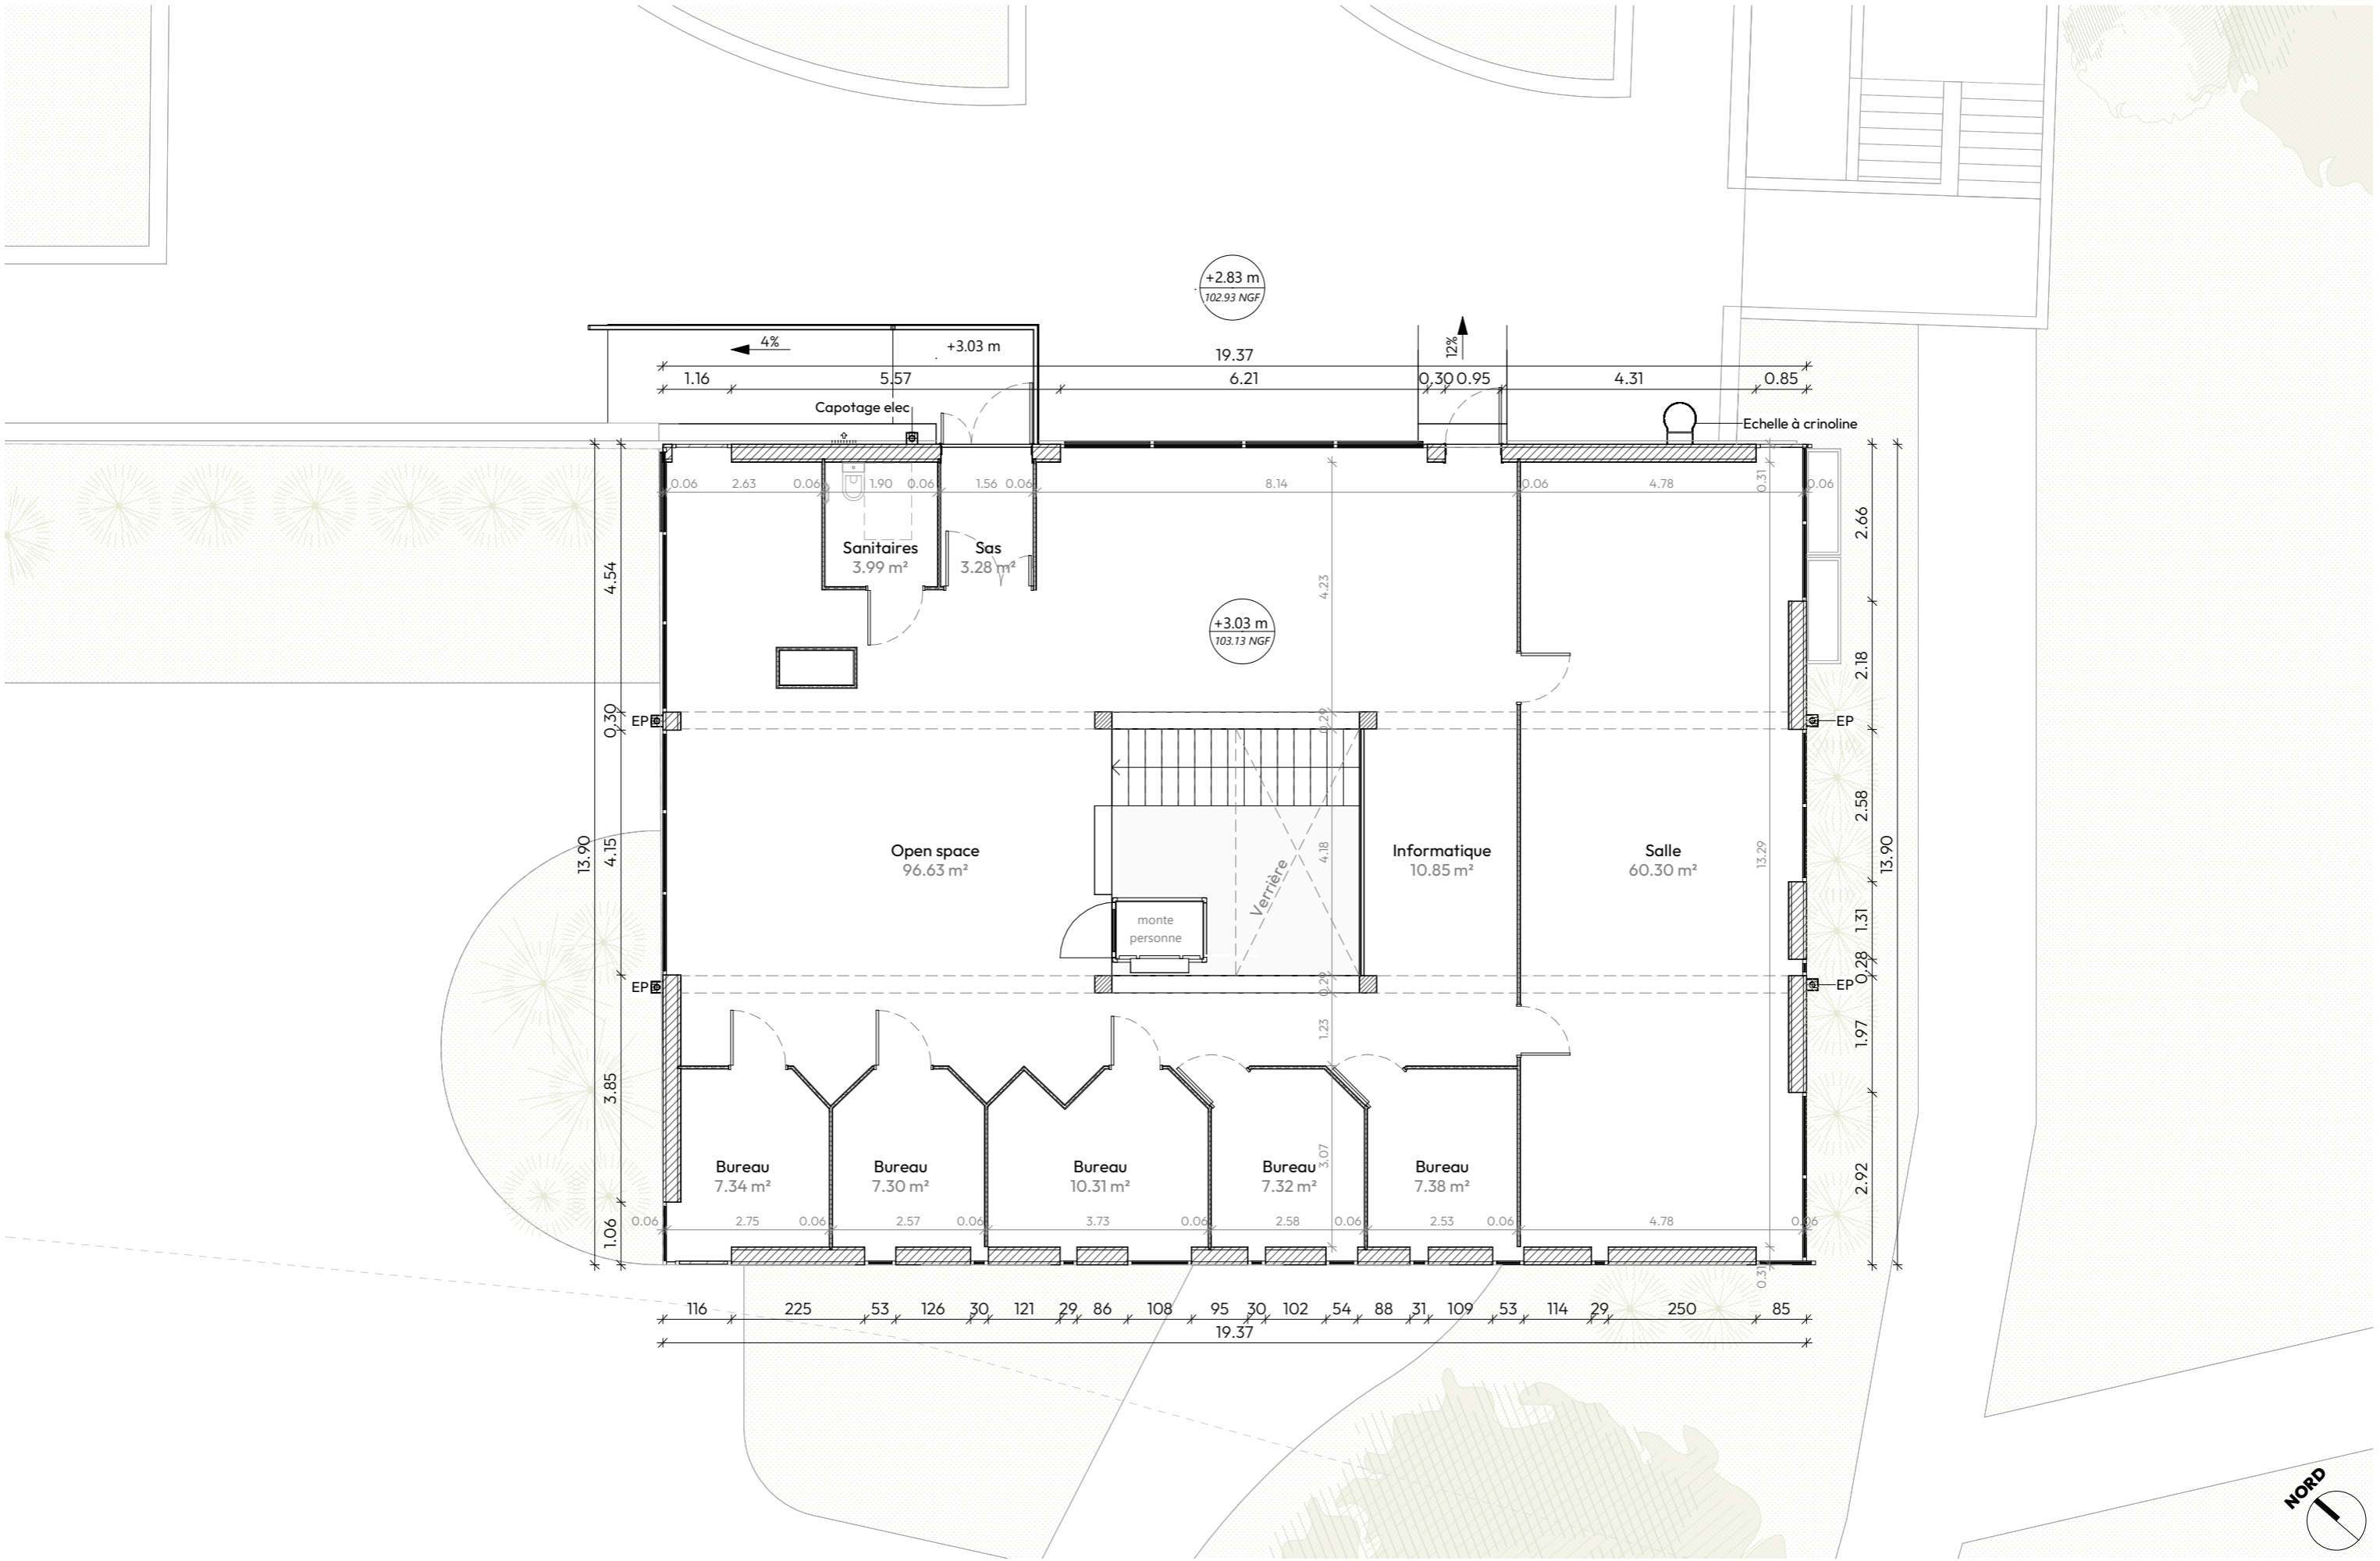 +2.83 m
102.93 NGF
4%
+3.03 m
12%
19.37
1.16
5.57
6.21
0,30
0.95
4.31
0.85
Capotage elec
Echelle à crinoline
0.06
2.63
0.06
1.90
0.06
1.56
0.06
8.14
0.06
4.78
0.06
0.31
Sanitaires
3.99 m²
Sas
3.28 m²
4.23
+3.03 m
103.13 NGF
4.54
0,30
4.15
3.85
1.06
13.90
2.66
2.18
2.58
1.31
0.28
1.97
2.92
13.90
EP
EP
EP
EP
0.29
Open space
96.63 m²
4.18
Verrière
Informatique
10.85 m²
Salle
60.30 m²
13.29
monte
personne
0.29
1.23
3.07
Bureau
7.34 m²
Bureau
7.30 m²
Bureau
10.31 m²
Bureau
7.32 m²
Bureau
7.38 m²
0.06
2.75
0.06
2.57
0.06
3.73
0.06
2.58
0.06
2.53
0.06
4.78
0.06
0.31
116
225
53
126
30
121
29
86
108
95
30
102
54
88
31
109
53
114
29
250
85
19.37
NORD